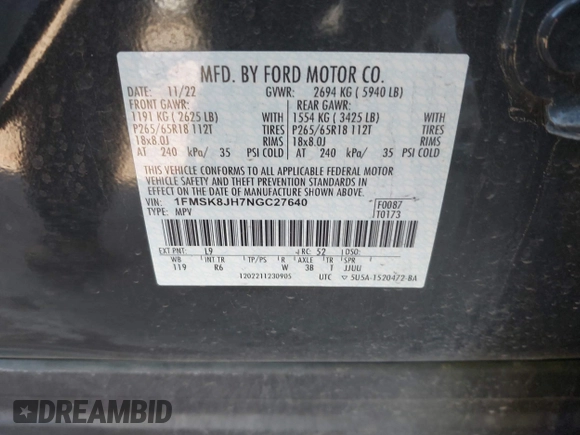 MFD. BY FORD MOTOR CO.
DATE: 11/22 GVWR: 2694 KG ( 5940 LB)
FRONT GAWR: REAR GAWR:
1191 KG ( 2625 LB) WITH 1554 KG ( 3425 LB) WITH
P265/65R18 112T TIRES P265/65R18 112T TIRES
18x8.0J RIMS 18x8.0J RIMS
AT 240 kPa/ 35 PSI COLD AT 240 kPa/ 35 PSI COLD
THIS VEHICLE CONFORMS TO ALL APPLICABLE FEDERAL MOTOR
VEHICLE SAFETY AND THEFT PREVENTION STANDARDS IN
EFFECT ON THE DATE OF MANUFACTURE SHOWN ABOVE.
VIN: 1FMSK8JH7NGC27640 F0087
TYPE: MPV T0173
EXT PNT: L9 RC: 52 DSO:
WB INT TR TP/PS R AXLE TR SPR
119 R6 W 38 T JJUU
1202211230905 UTC 5U5A-1520472-BA
DREAMBID